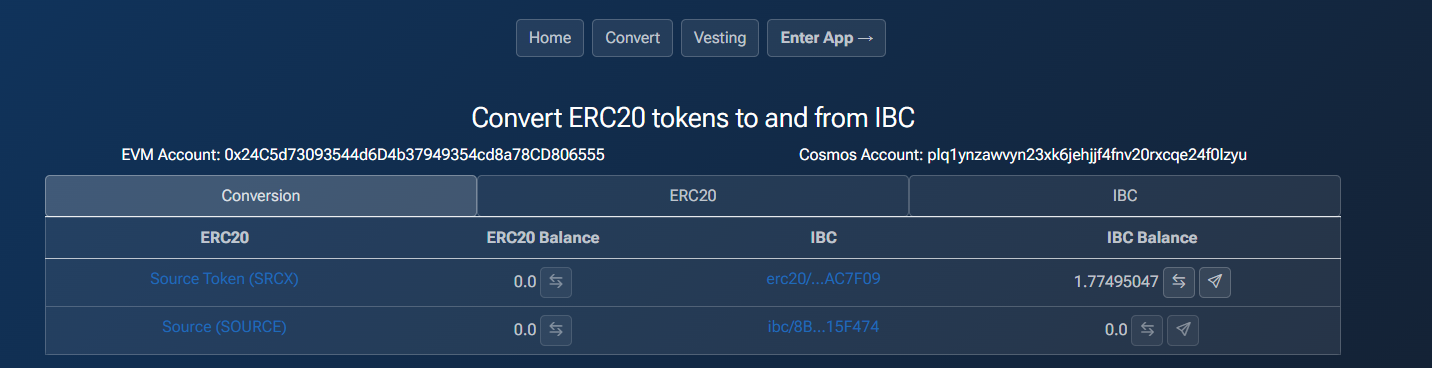 Home Convert Vesting Enter App →
Convert ERC20 tokens to and from IBC
EVM Account: 0x24C5d73093544d6D4b37949354cd8a78CD806555 Cosmos Account: plq1ynzawvyn23xk6jehjjf4fnv20rxcqe24f0lzyu
Conversion ERC20 IBC
ERC20 ERC20 Balance IBC IBC Balance
Source Token (SRCX) 0.0 erc20/...AC7F09 1.77495047
Source (SOURCE) 0.0 ibc/8B...15F474 0.0